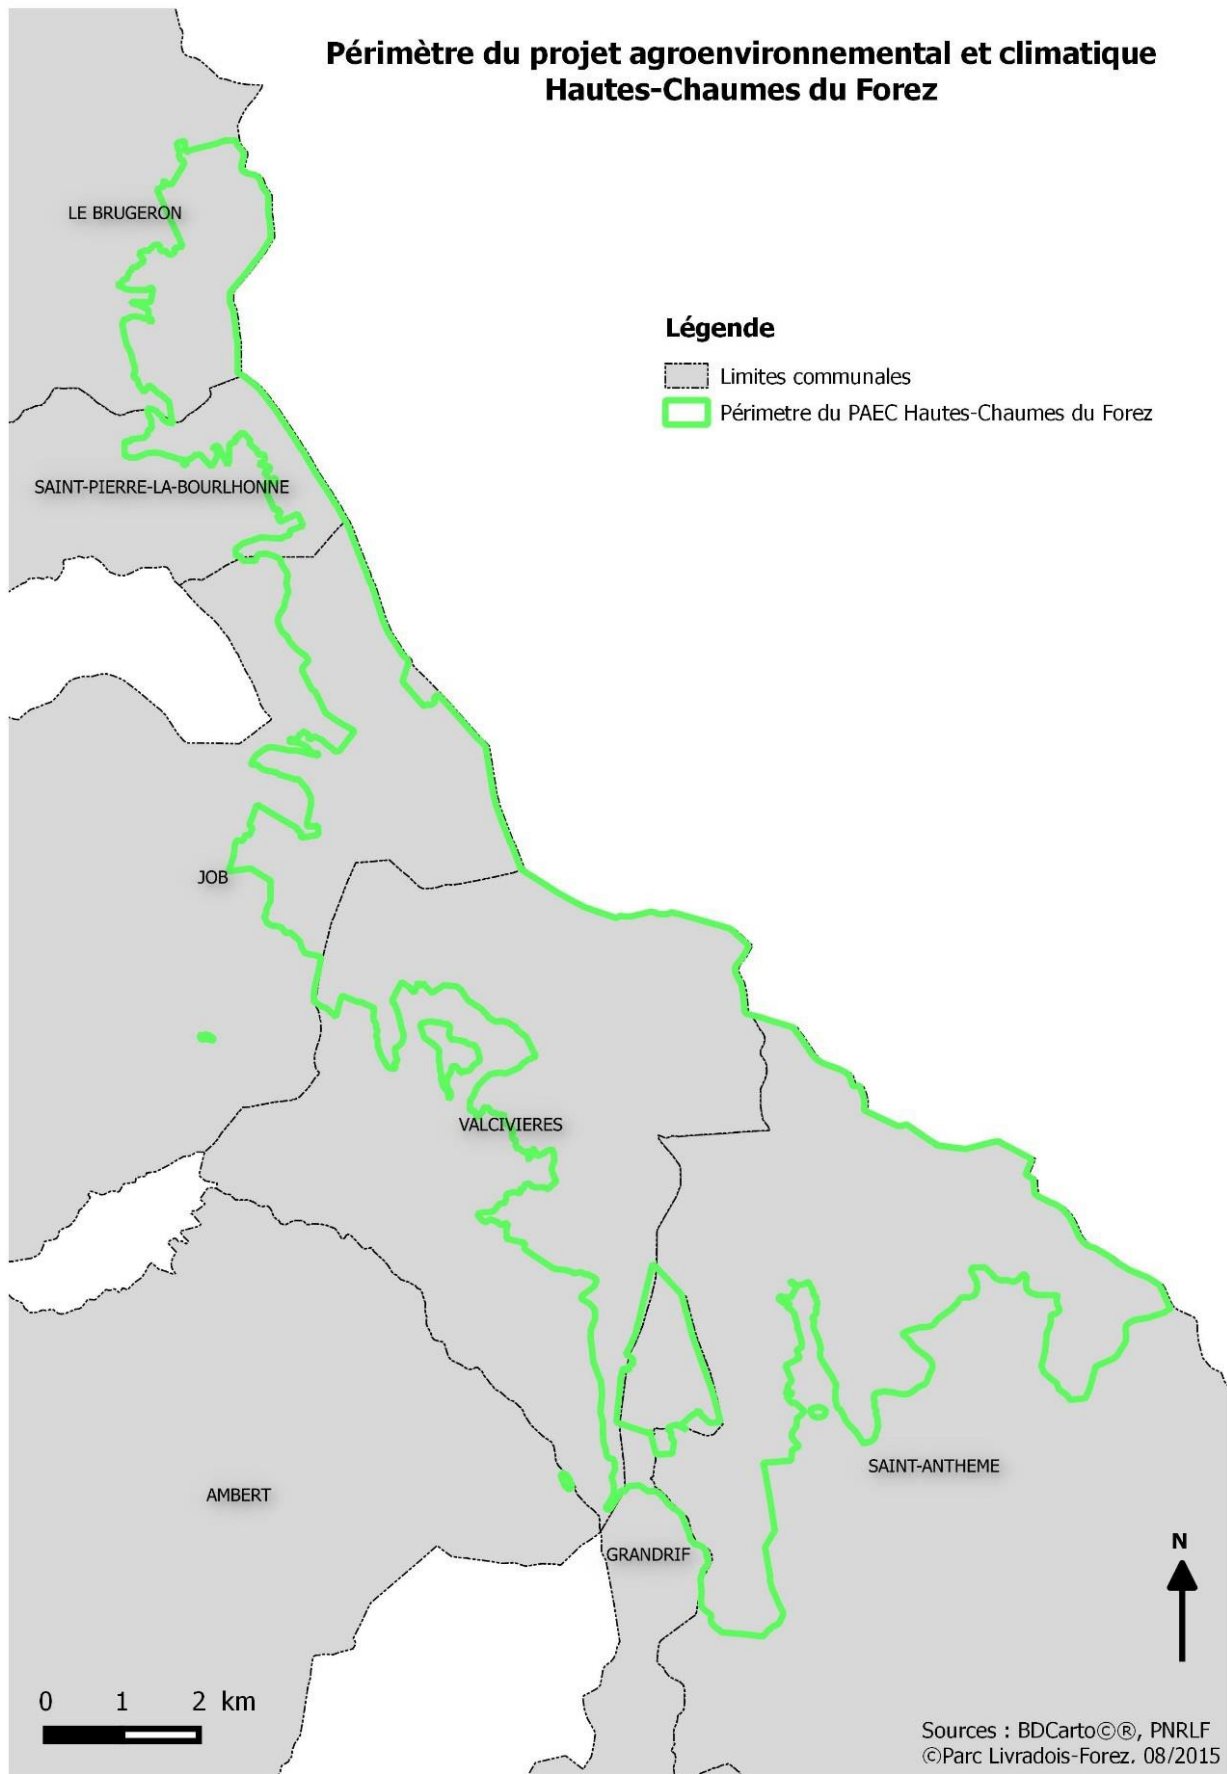 Périmètre du projet agroenvironnemental et climatique
Hautes-Chaumes du Forez
LE BRUGERON
Légende
Limites communales
Périmetre du PAEC Hautes-Chaumes du Forez
SAINT-PIERRE-LA-BOURLHONNE
JOB
VALCIVIERES
SAINT-ANTHEME
AMBERT
GRANDRIF
N
0 1 2 km
Sources : BDCarto©®, PNRLF
©Parc Livradois-Forez. 08/2015